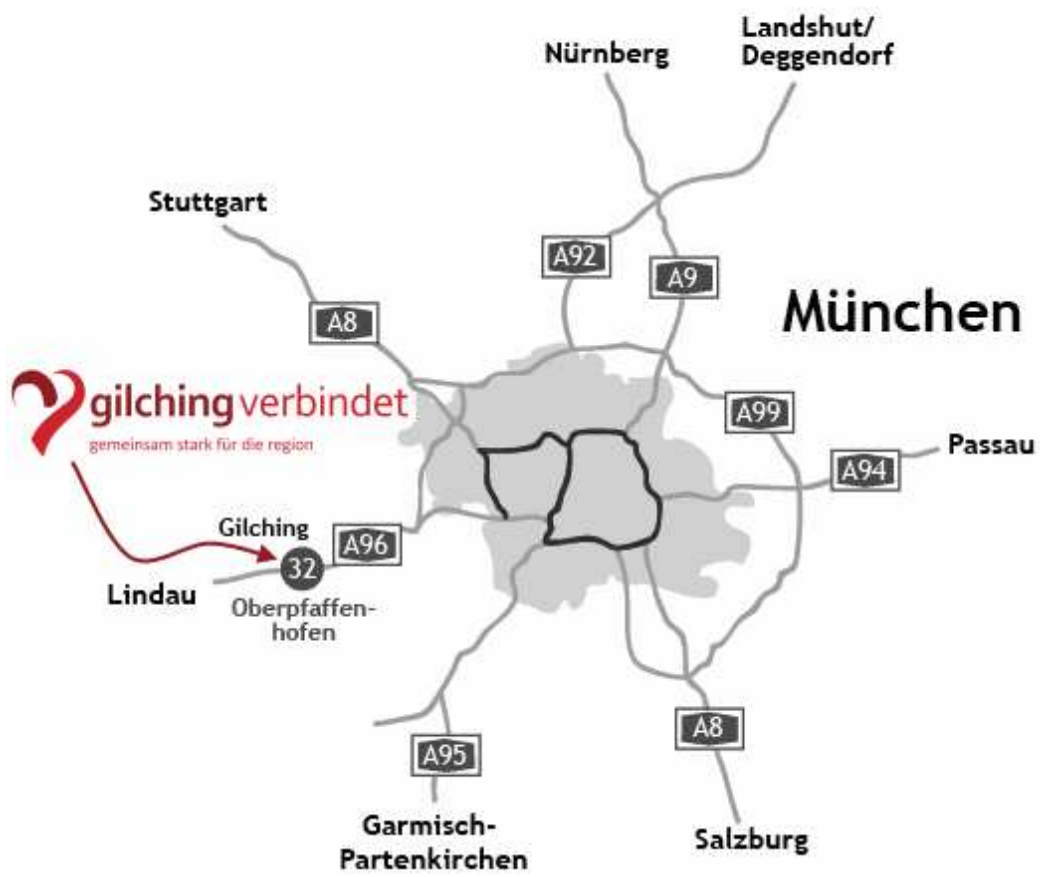 Landshut/
Deggendorf
Nürnberg
Stuttgart
A92
A9
München
A8
gilching verbindet
gemeinsam stark für die region
A99
Passau
A94
Gilching
A96
32
Lindau
Oberpfaffen-
hofen
A8
A95
Garmisch-
Partenkirchen
Salzburg